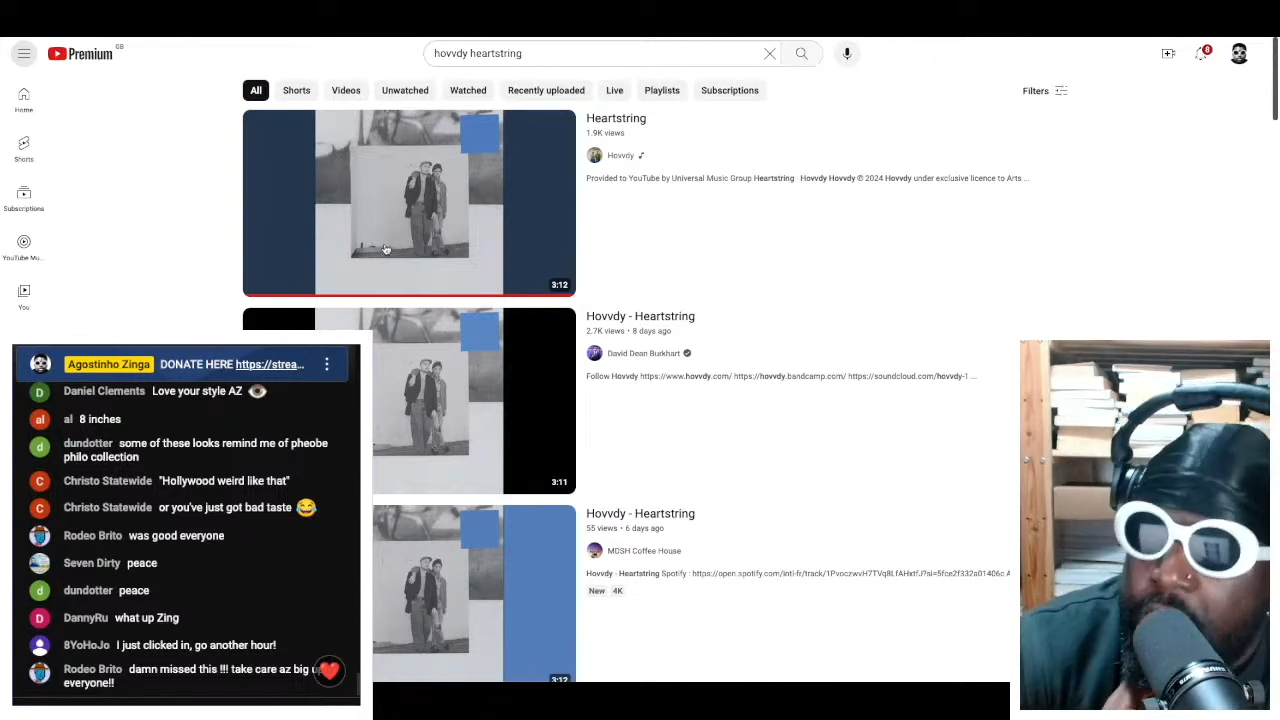 Premium GB
hovvdy heartstring
8
All Shorts Videos Unwatched Watched Recently uploaded Live Playlists Subscriptions Filters
Home
Shorts
Subscriptions
YouTube Mu...
You
Heartstring
1.9K views
Hovvdy
Provided to YouTube by Universal Music Group Heartstring · Hovvdy Hovvdy ℗ 2024 Hovvdy under exclusive licence to Arts ...
3:12
Hovvdy - Heartstring
2.7K views • 8 days ago
David Dean Burkhart
Follow Hovvdy https://www.hovvdy.com/ https://hovvdy.bandcamp.com/ https://soundcloud.com/hovvdy-1 ...
3:11
Hovvdy - Heartstring
55 views • 6 days ago
MDSH Coffee House
Hovvdy - Heartstring Spotify : https://open.spotify.com/intl-fr/track/1PvoczwvH7TVq8LfAHxtfJ?si=5fce2f332a01406c A
New 4K
3:12
Agostinho Zinga DONATE HERE https://strea...
D Daniel Clements Love your style AZ
al al 8 inches
d dundotter some of these looks remind me of pheobe
philo collection
C Christo Statewide "Hollywood weird like that"
C Christo Statewide or you've just got bad taste
Rodeo Brito was good everyone
Seven Dirty peace
d dundotter peace
D DannyRu what up Zing
8YoHoJo I just clicked in, go another hour!
Rodeo Brito damn missed this !!! take care az big
everyone!!